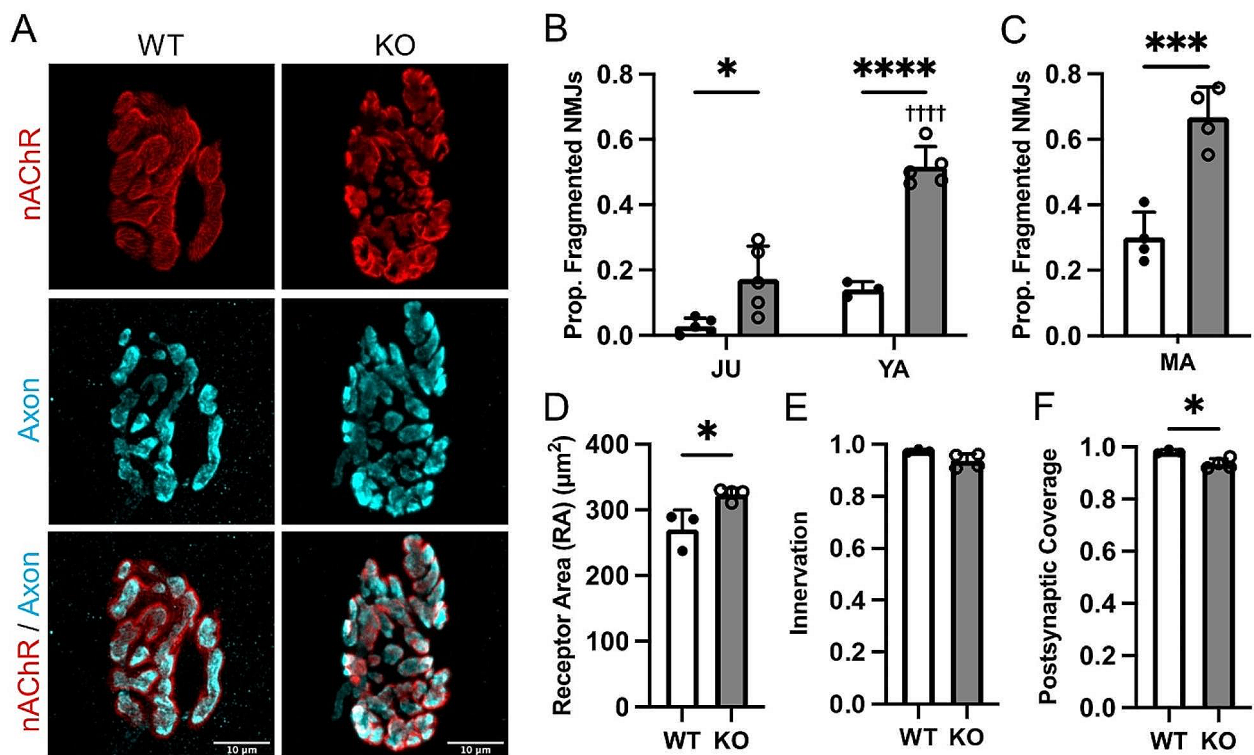 A
WT
KO
nAChR
Axon
nAChR / Axon
10 µm
10 µm
B
Prop. Fragmented NMJs
0.8
0.6
0.4
0.2
0.0
*
****
††††
JU
YA
C
Prop. Fragmented NMJs
0.8
0.6
0.4
0.2
0.0
***
MA
D
Receptor Area (RA) (µm²)
400
300
200
100
0
*
WT KO
E
Innervation
1.0
0.8
0.6
0.4
0.2
0.0
WT KO
F
Postsynaptic Coverage
1.0
0.8
0.6
0.4
0.2
0.0
*
WT KO